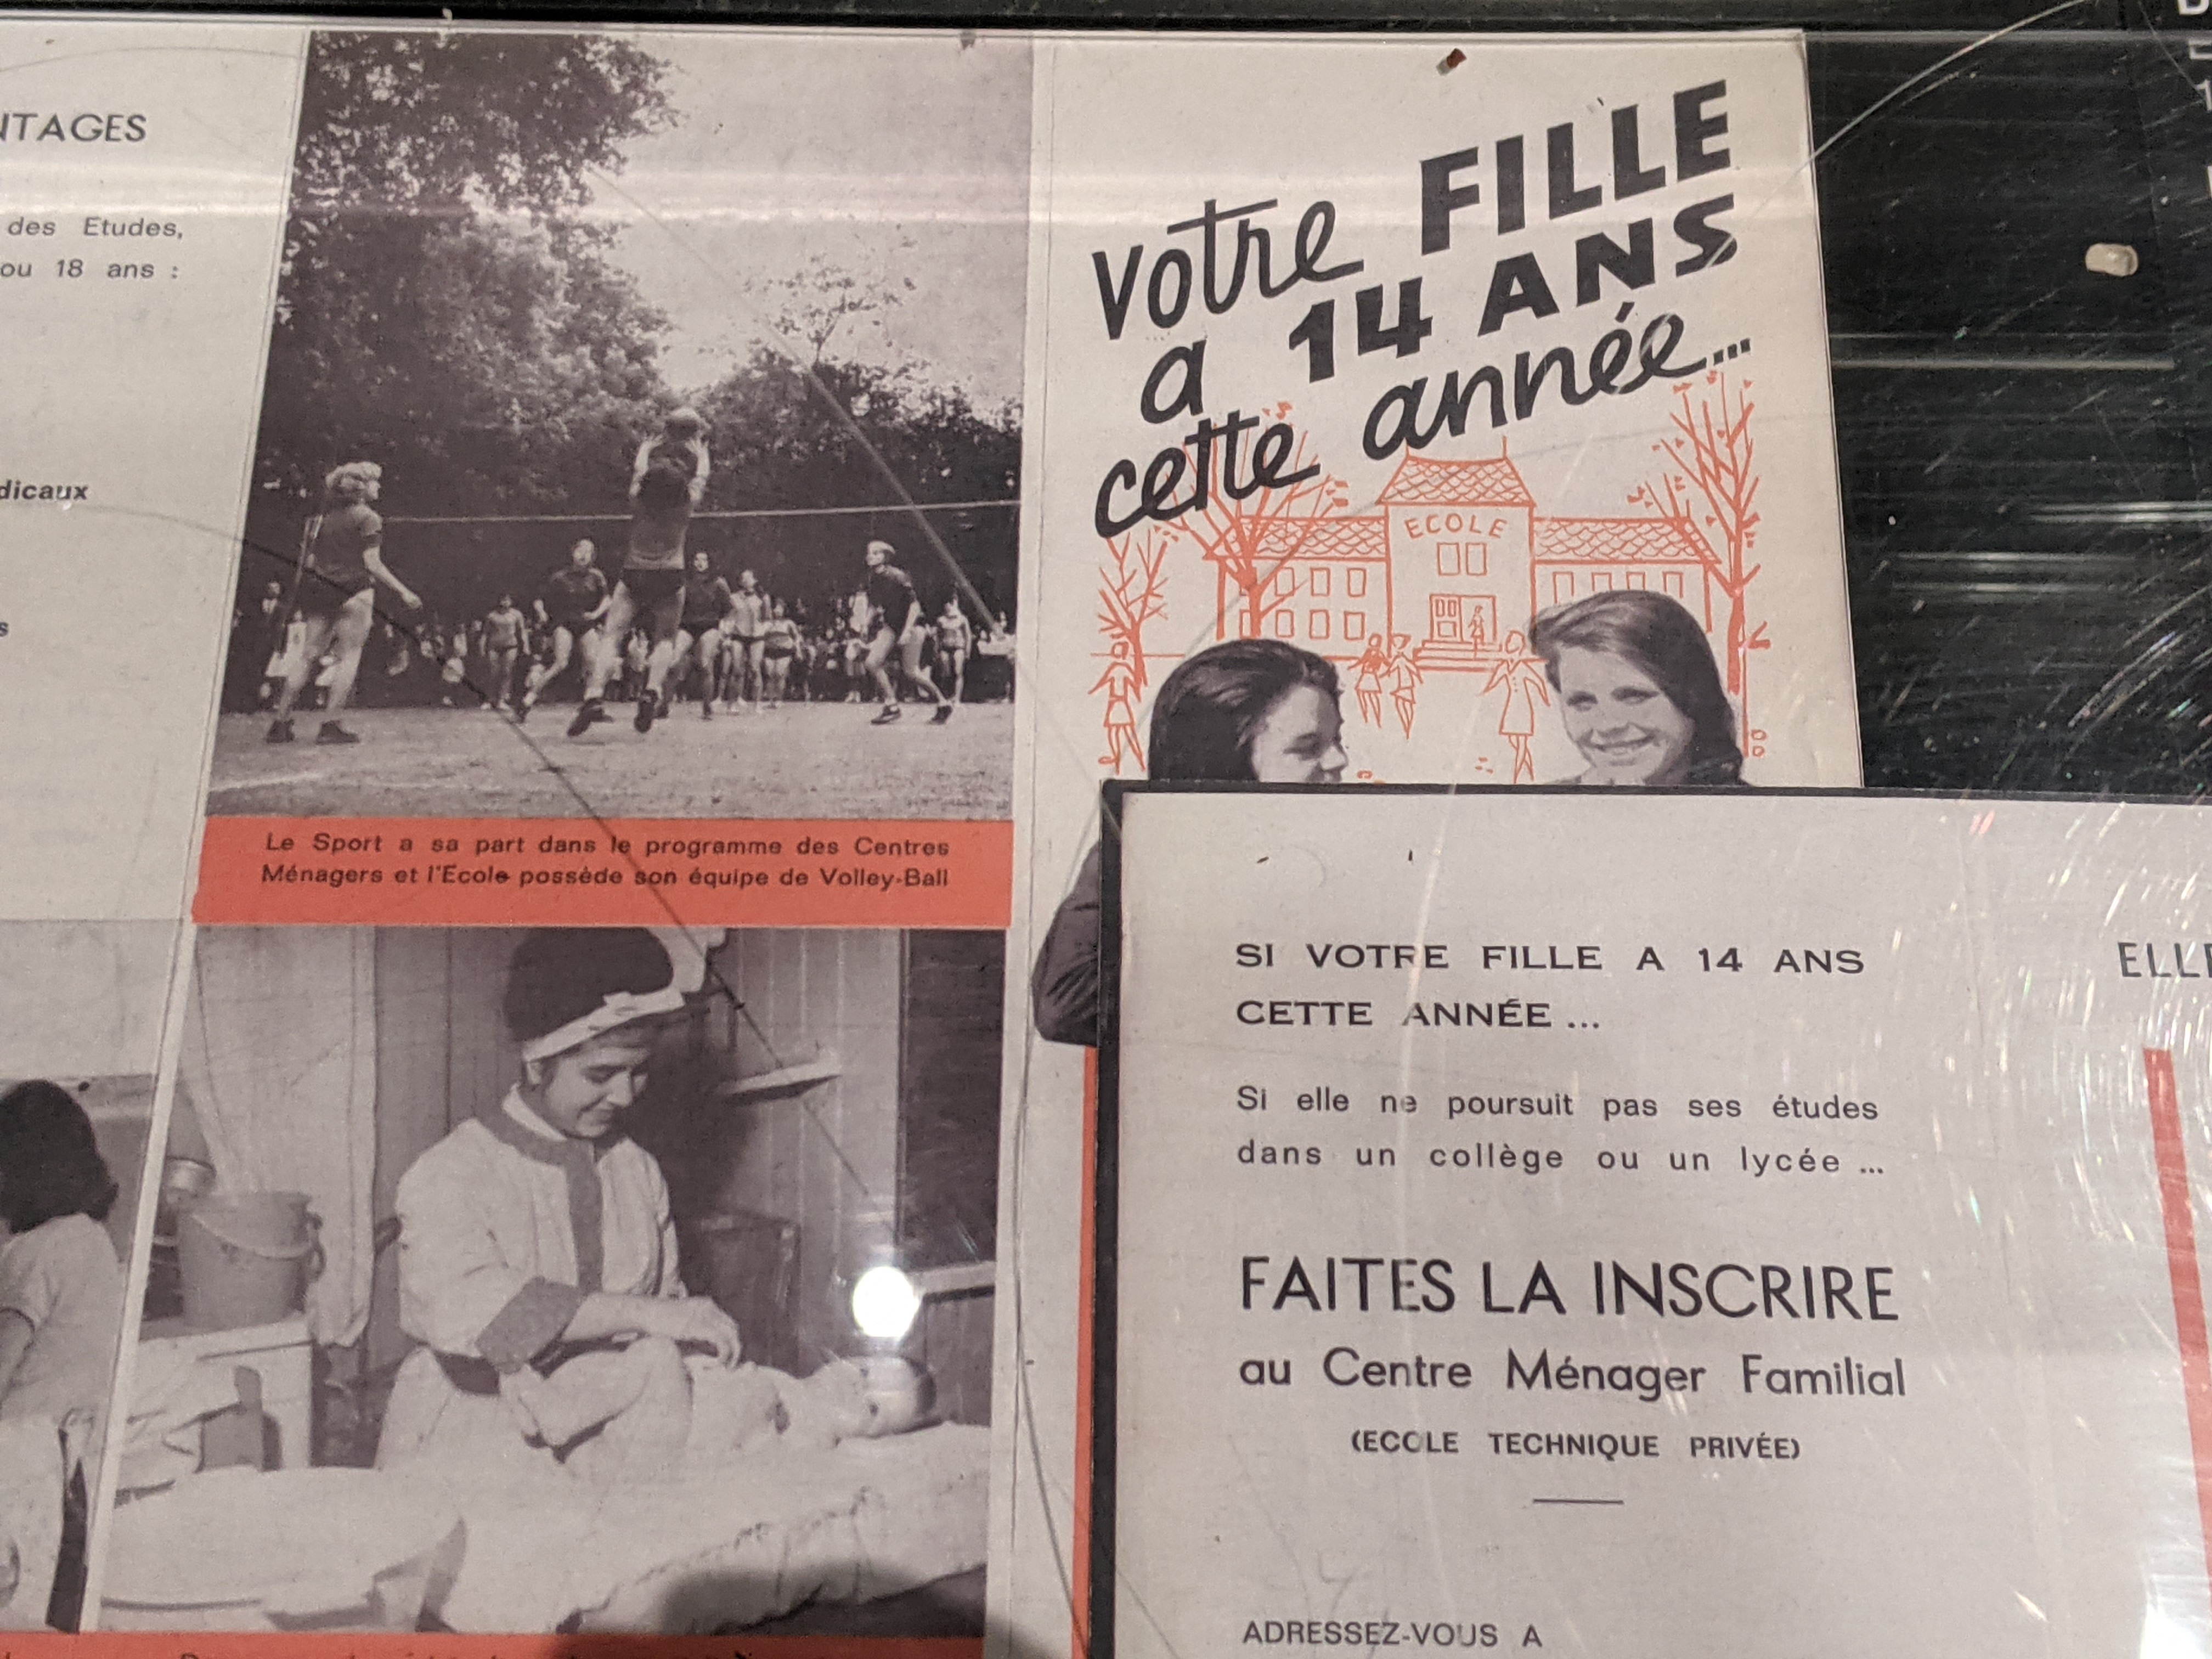 des Etudes,
ou 18 ans :
Le Sport a sa part dans le programme des Centres
Ménagers et l'Ecole possède son équipe de Volley-Ball
votre FILLE
a 14 ANS
cette année...
ECOLE
SI VOTRE FILLE A 14 ANS
CETTE ANNÉE ...
Si elle ne poursuit pas ses études
dans un collège ou un lycée ...
FAITES LA INSCRIRE
au Centre Ménager Familial
(ECOLE TECHNIQUE PRIVÉE)
ADRESSEZ-VOUS A